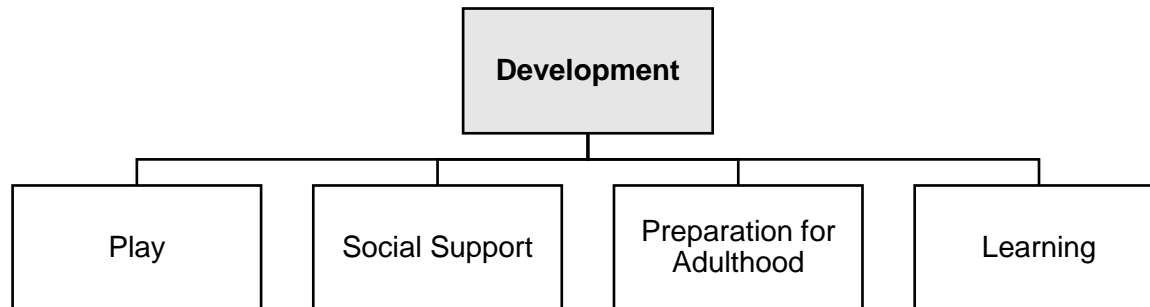 Development
Play
Social Support
Preparation for
Adulthood
Learning